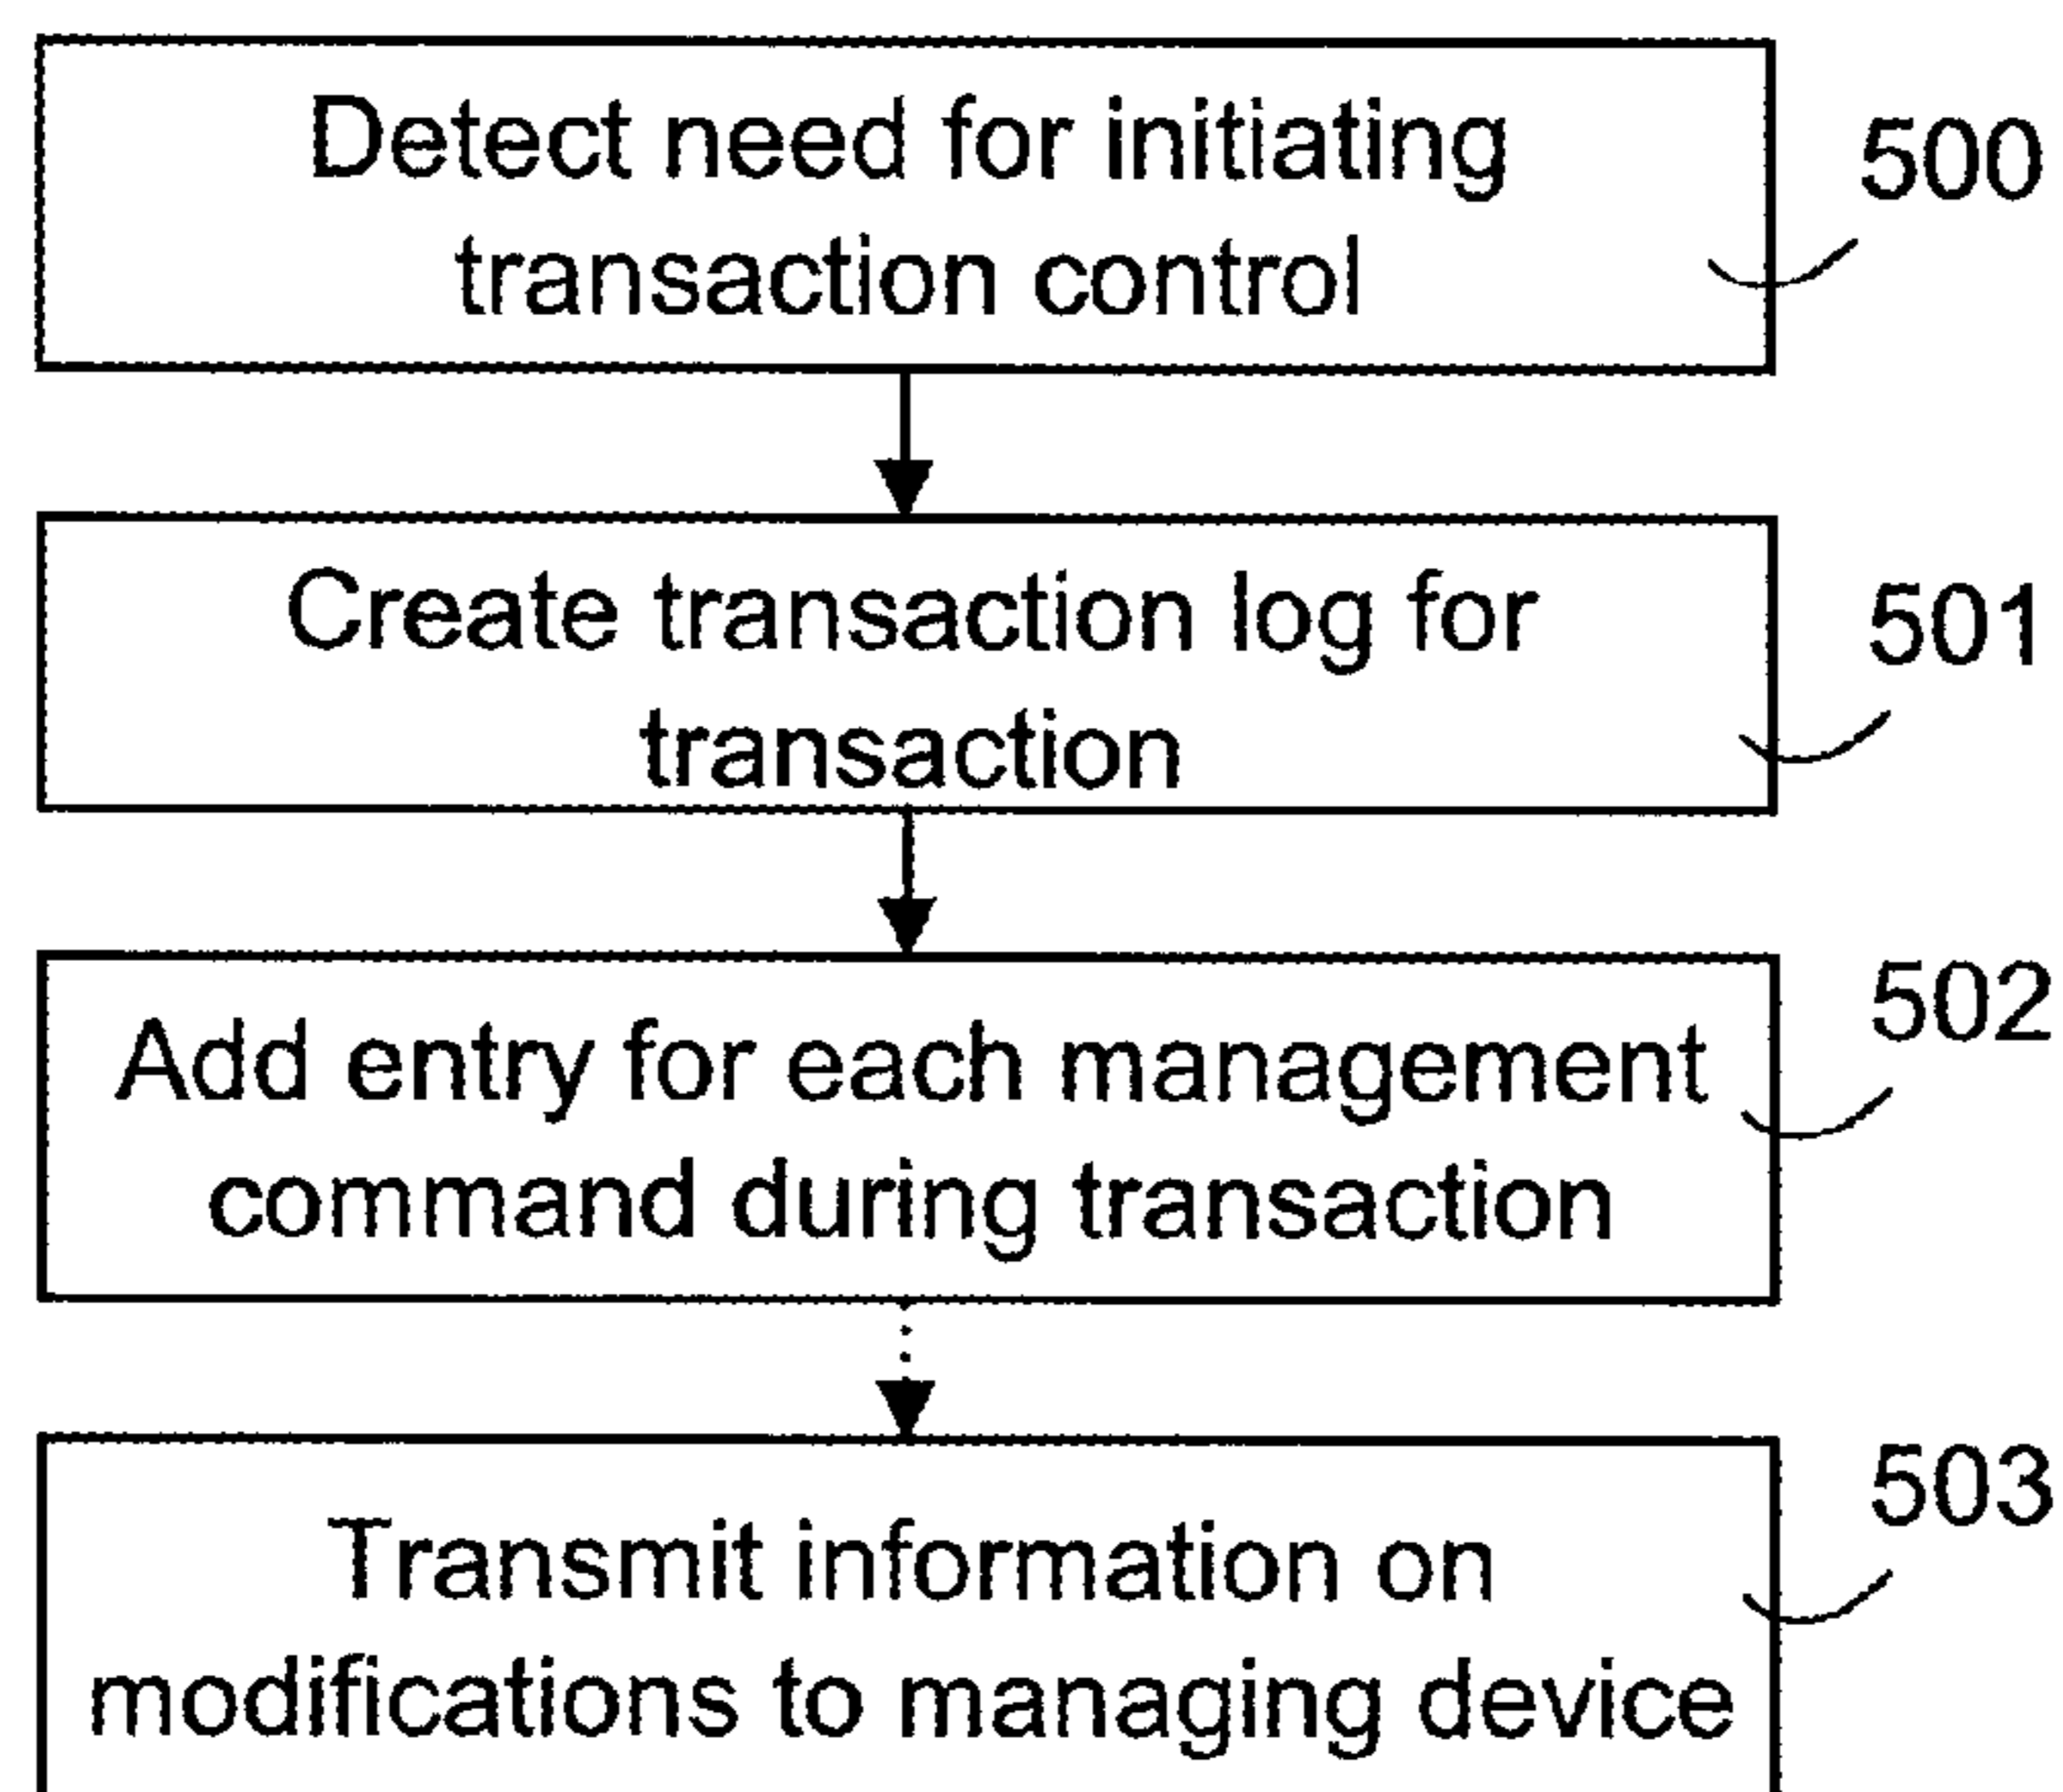 Detect need for initiating
transaction control
500
Create transaction log for
transaction
501
Add entry for each management
command during transaction
502
Transmit information on
modifications to managing device
503